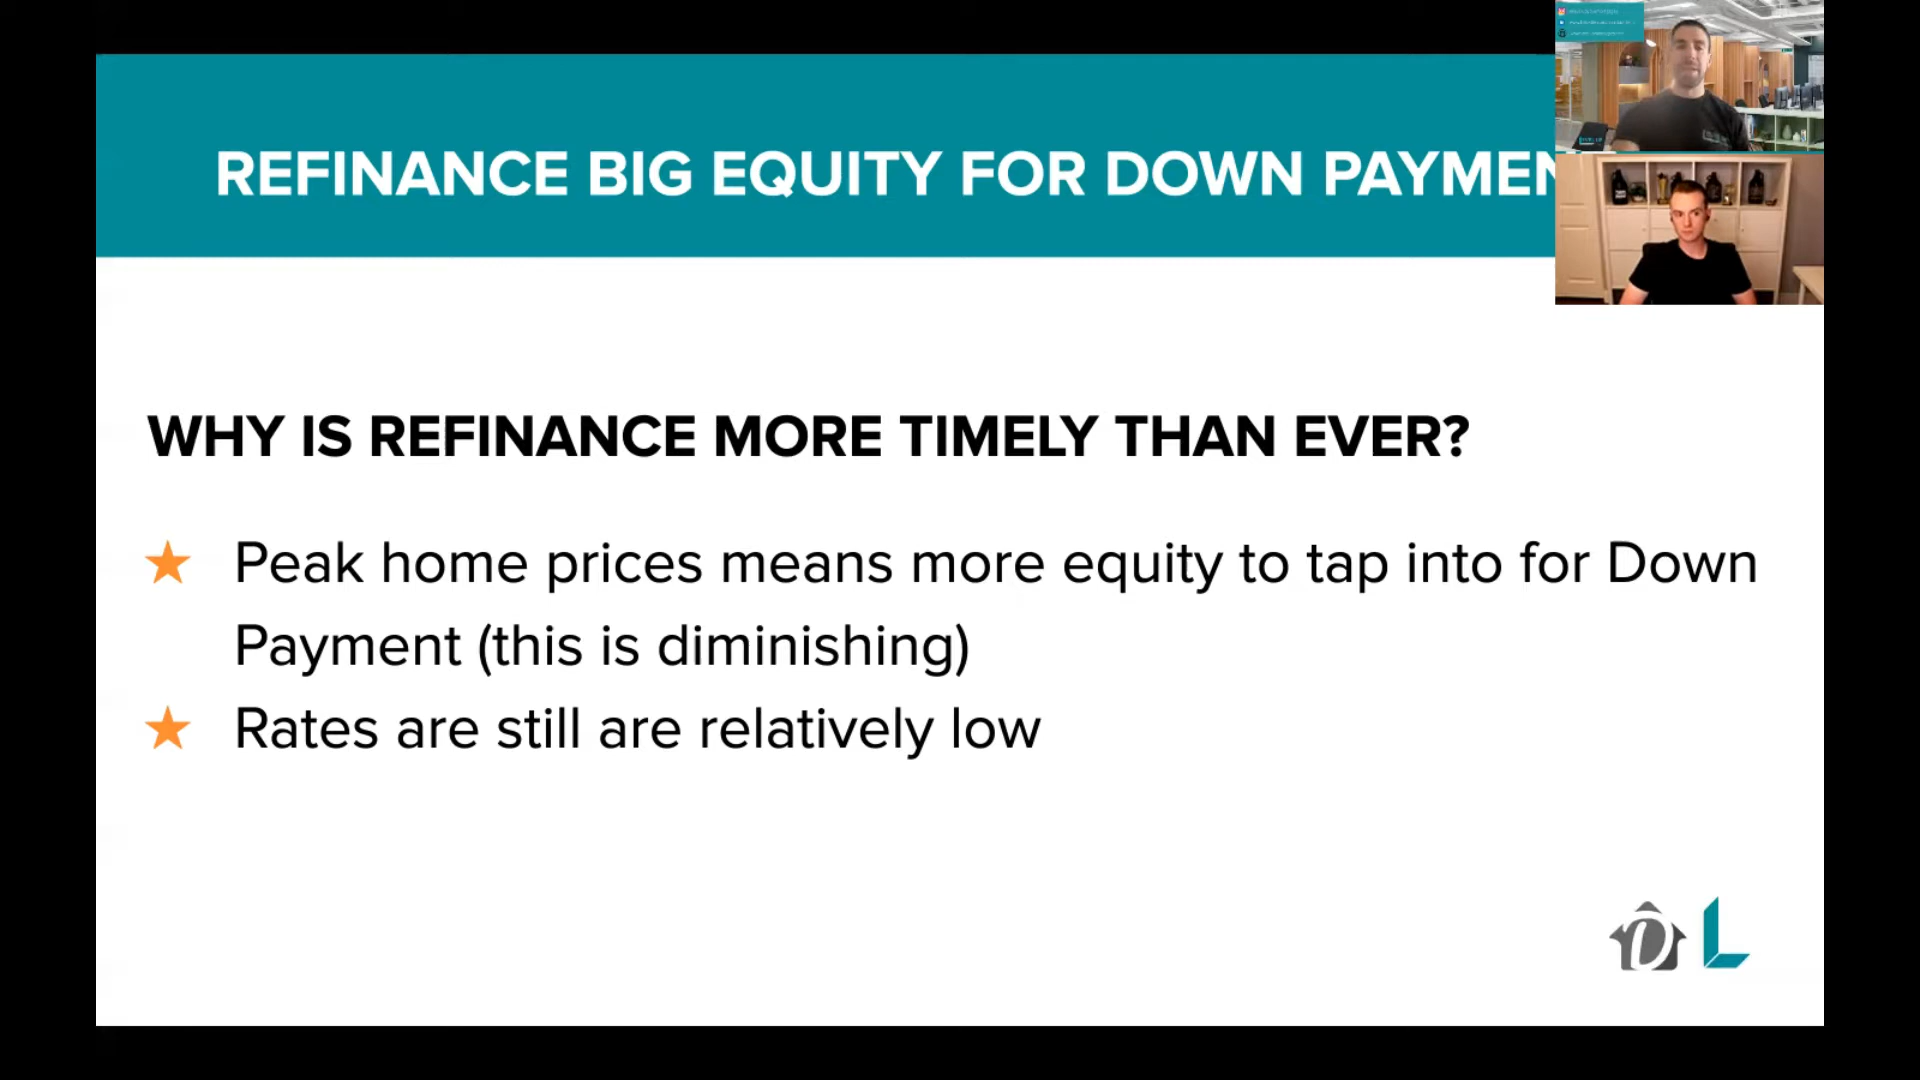 REFINANCE BIG EQUITY FOR DOWN PAYMEN
WHY IS REFINANCE MORE TIMELY THAN EVER?
★ Peak home prices means more equity to tap into for Down
Payment (this is diminishing)
★ Rates are still are relatively low
D L